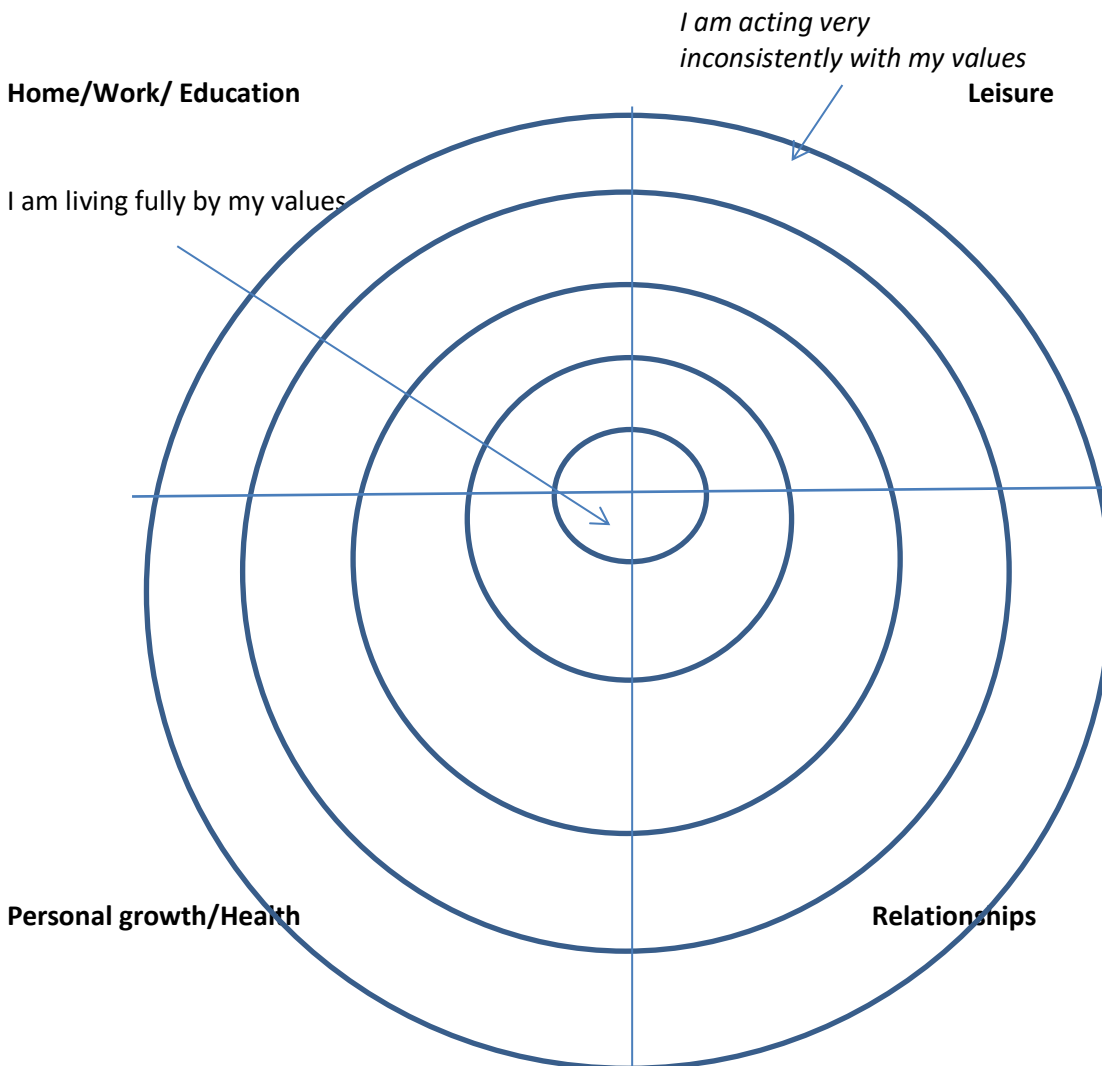 I am acting very
inconsistently with my values
Home/Work/ Education
Leisure
I am living fully by my values
Personal growth/Health
Relationships